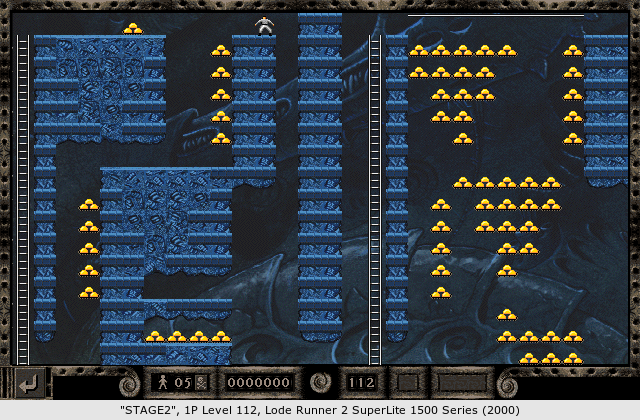 05 0000000 112
"STAGE2", 1P Level 112, Lode Runner 2 SuperLite 1500 Series (2000)